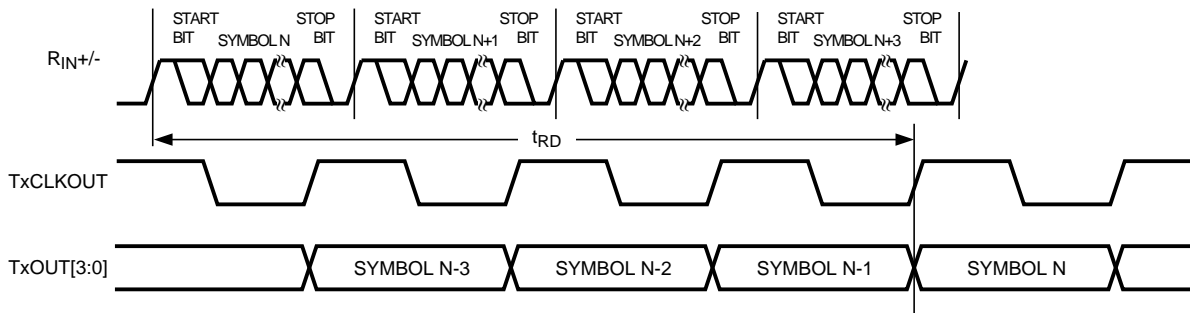 START STOP START STOP START STOP START STOP
BIT SYMBOL N BIT BIT SYMBOL N+1 BIT BIT SYMBOL N+2 BIT BIT SYMBOL N+3 BIT
RIN+/-
tRD
TxCLKOUT
TxOUT[3:0] SYMBOL N-3 SYMBOL N-2 SYMBOL N-1 SYMBOL N